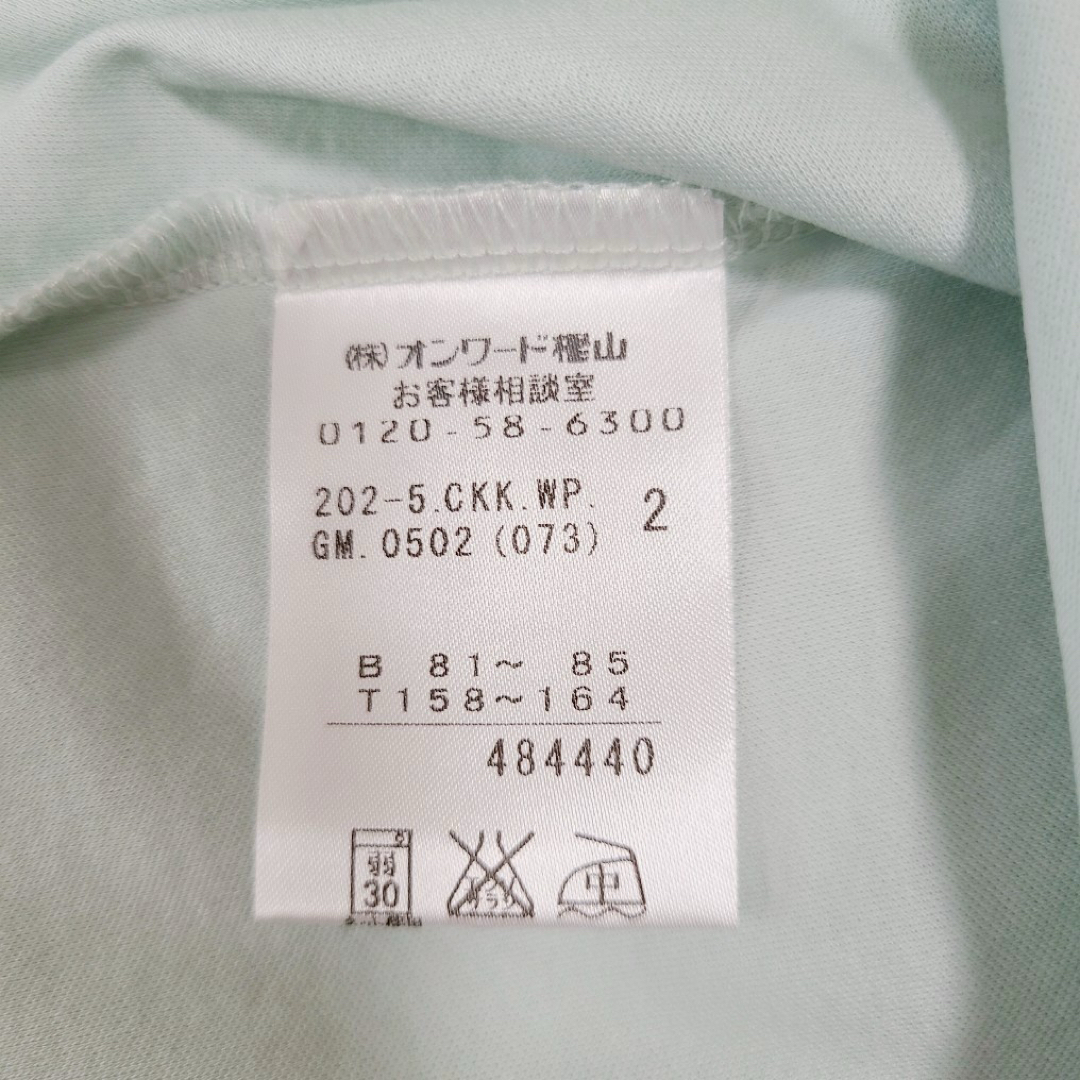 (株)オンワード樫山
お客様相談室
0120-58-6300
202-5.CKK.WP. 2
GM.0502(073)
B 81～ 85
T158～164
484440
弱
30
中